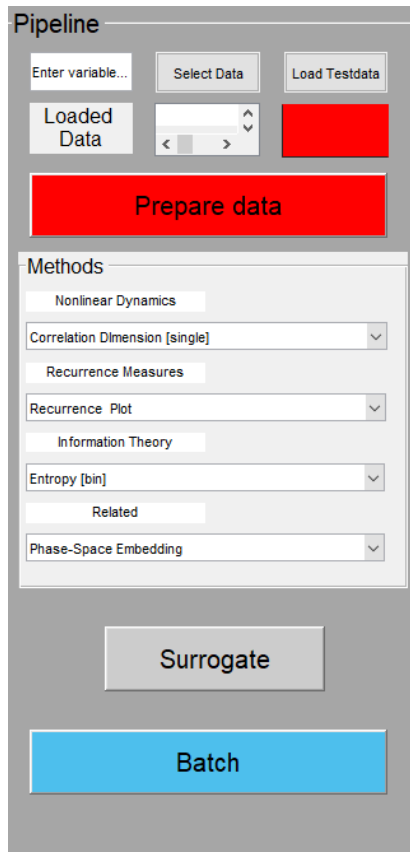 Pipeline
Enter variable...
Select Data
Load Testdata
Loaded
Data
Prepare data
Methods
Nonlinear Dynamics
Correlation DImension [single]
Recurrence Measures
Recurrence Plot
Information Theory
Entropy [bin]
Related
Phase-Space Embedding
Surrogate
Batch